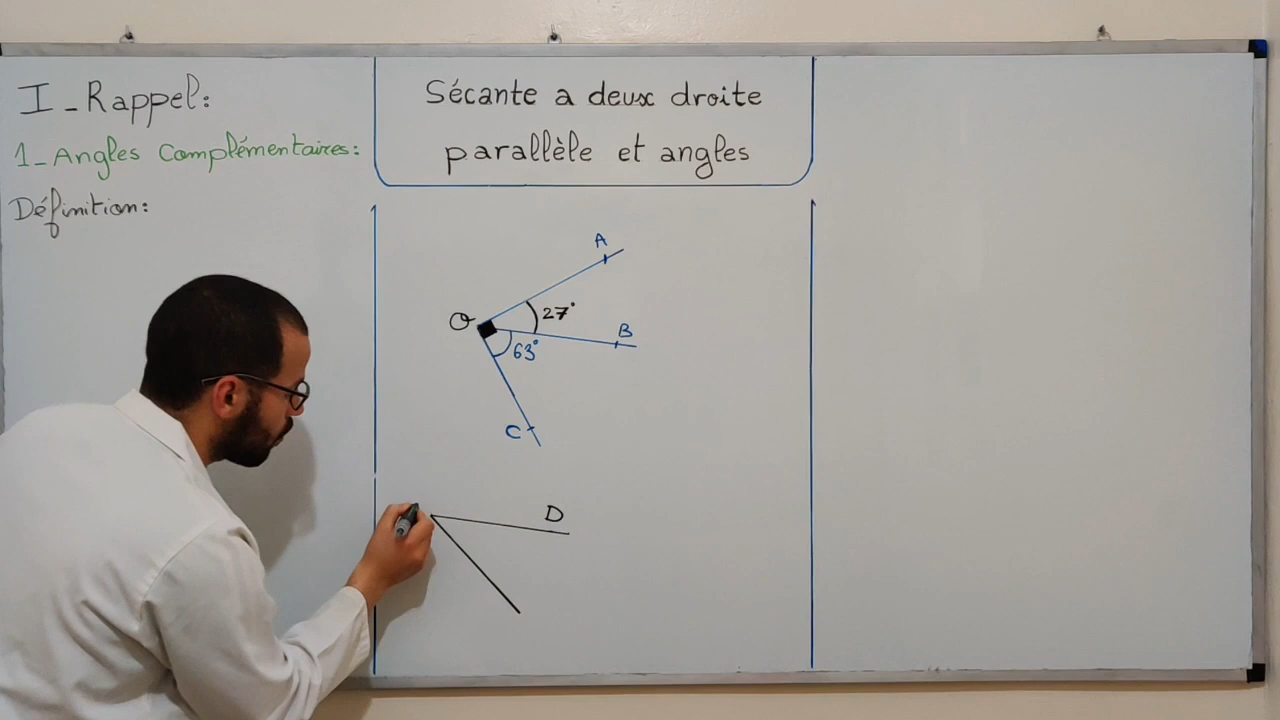 I_Rappel:
1_Angles Complémentaires:
Définition:
Sécante a deux droite
parallèle et angles
A
O
27°
B
63°
C
D